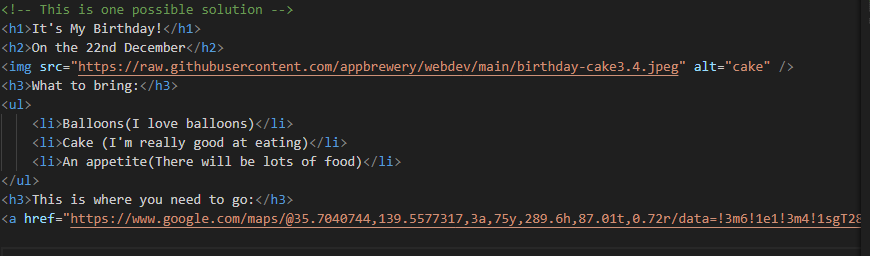 <!-- This is one possible solution -->
<h1>It's My Birthday!</h1>
<h2>On the 22nd December</h2>
<img src="https://raw.githubusercontent.com/appbrewery/webdev/main/birthday-cake3.4.jpeg" alt="cake" />
<h3>What to bring:</h3>
<ul>
    <li>Balloons(I love balloons)</li>
    <li>Cake (I'm really good at eating)</li>
    <li>An appetite(There will be lots of food)</li>
</ul>
<h3>This is where you need to go:</h3>
<a href="https://www.google.com/maps/@35.7040744,139.5577317,3a,75y,289.6h,87.01t,0.72r/data=!3m6!1e1!3m4!1sgT28